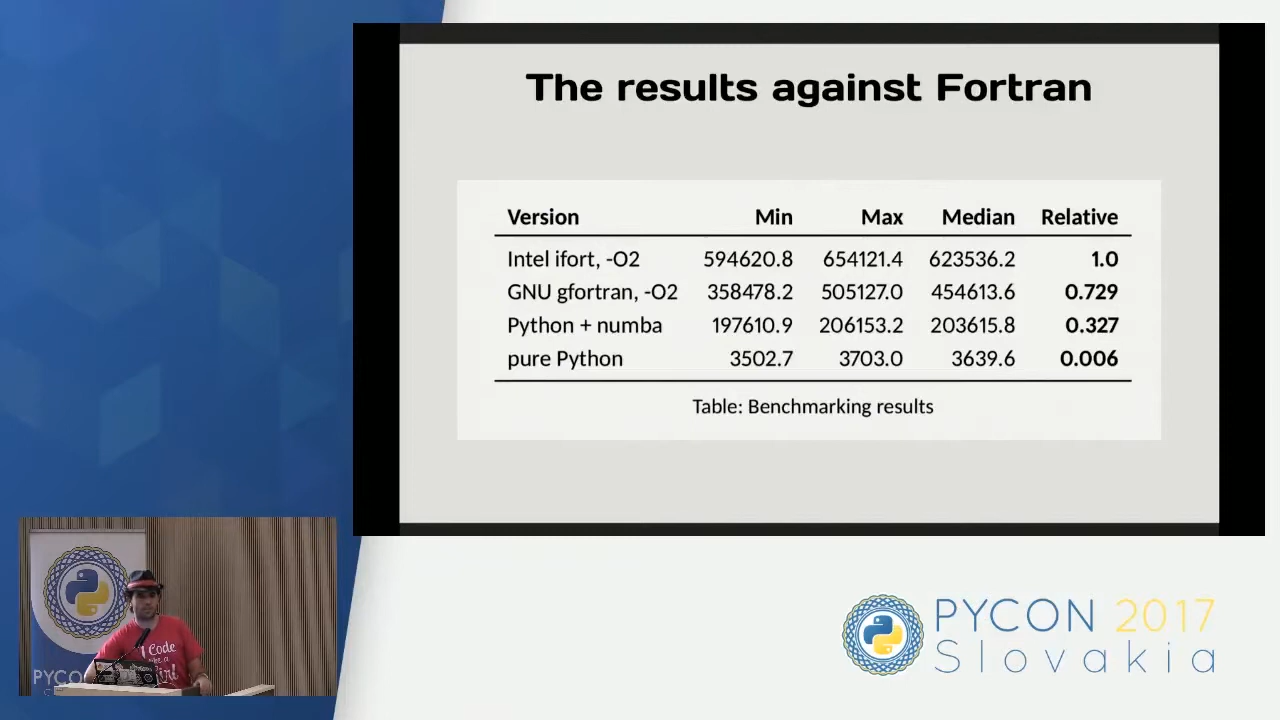 The results against Fortran
Version Min Max Median Relative
Intel ifort, -O2 594620.8 654121.4 623536.2 1.0
GNU gfortran, -O2 358478.2 505127.0 454613.6 0.729
Python + numba 197610.9 206153.2 203615.8 0.327
pure Python 3502.7 3703.0 3639.6 0.006
Table: Benchmarking results
I Code
PYCO
PYCON 2017
Slovakia